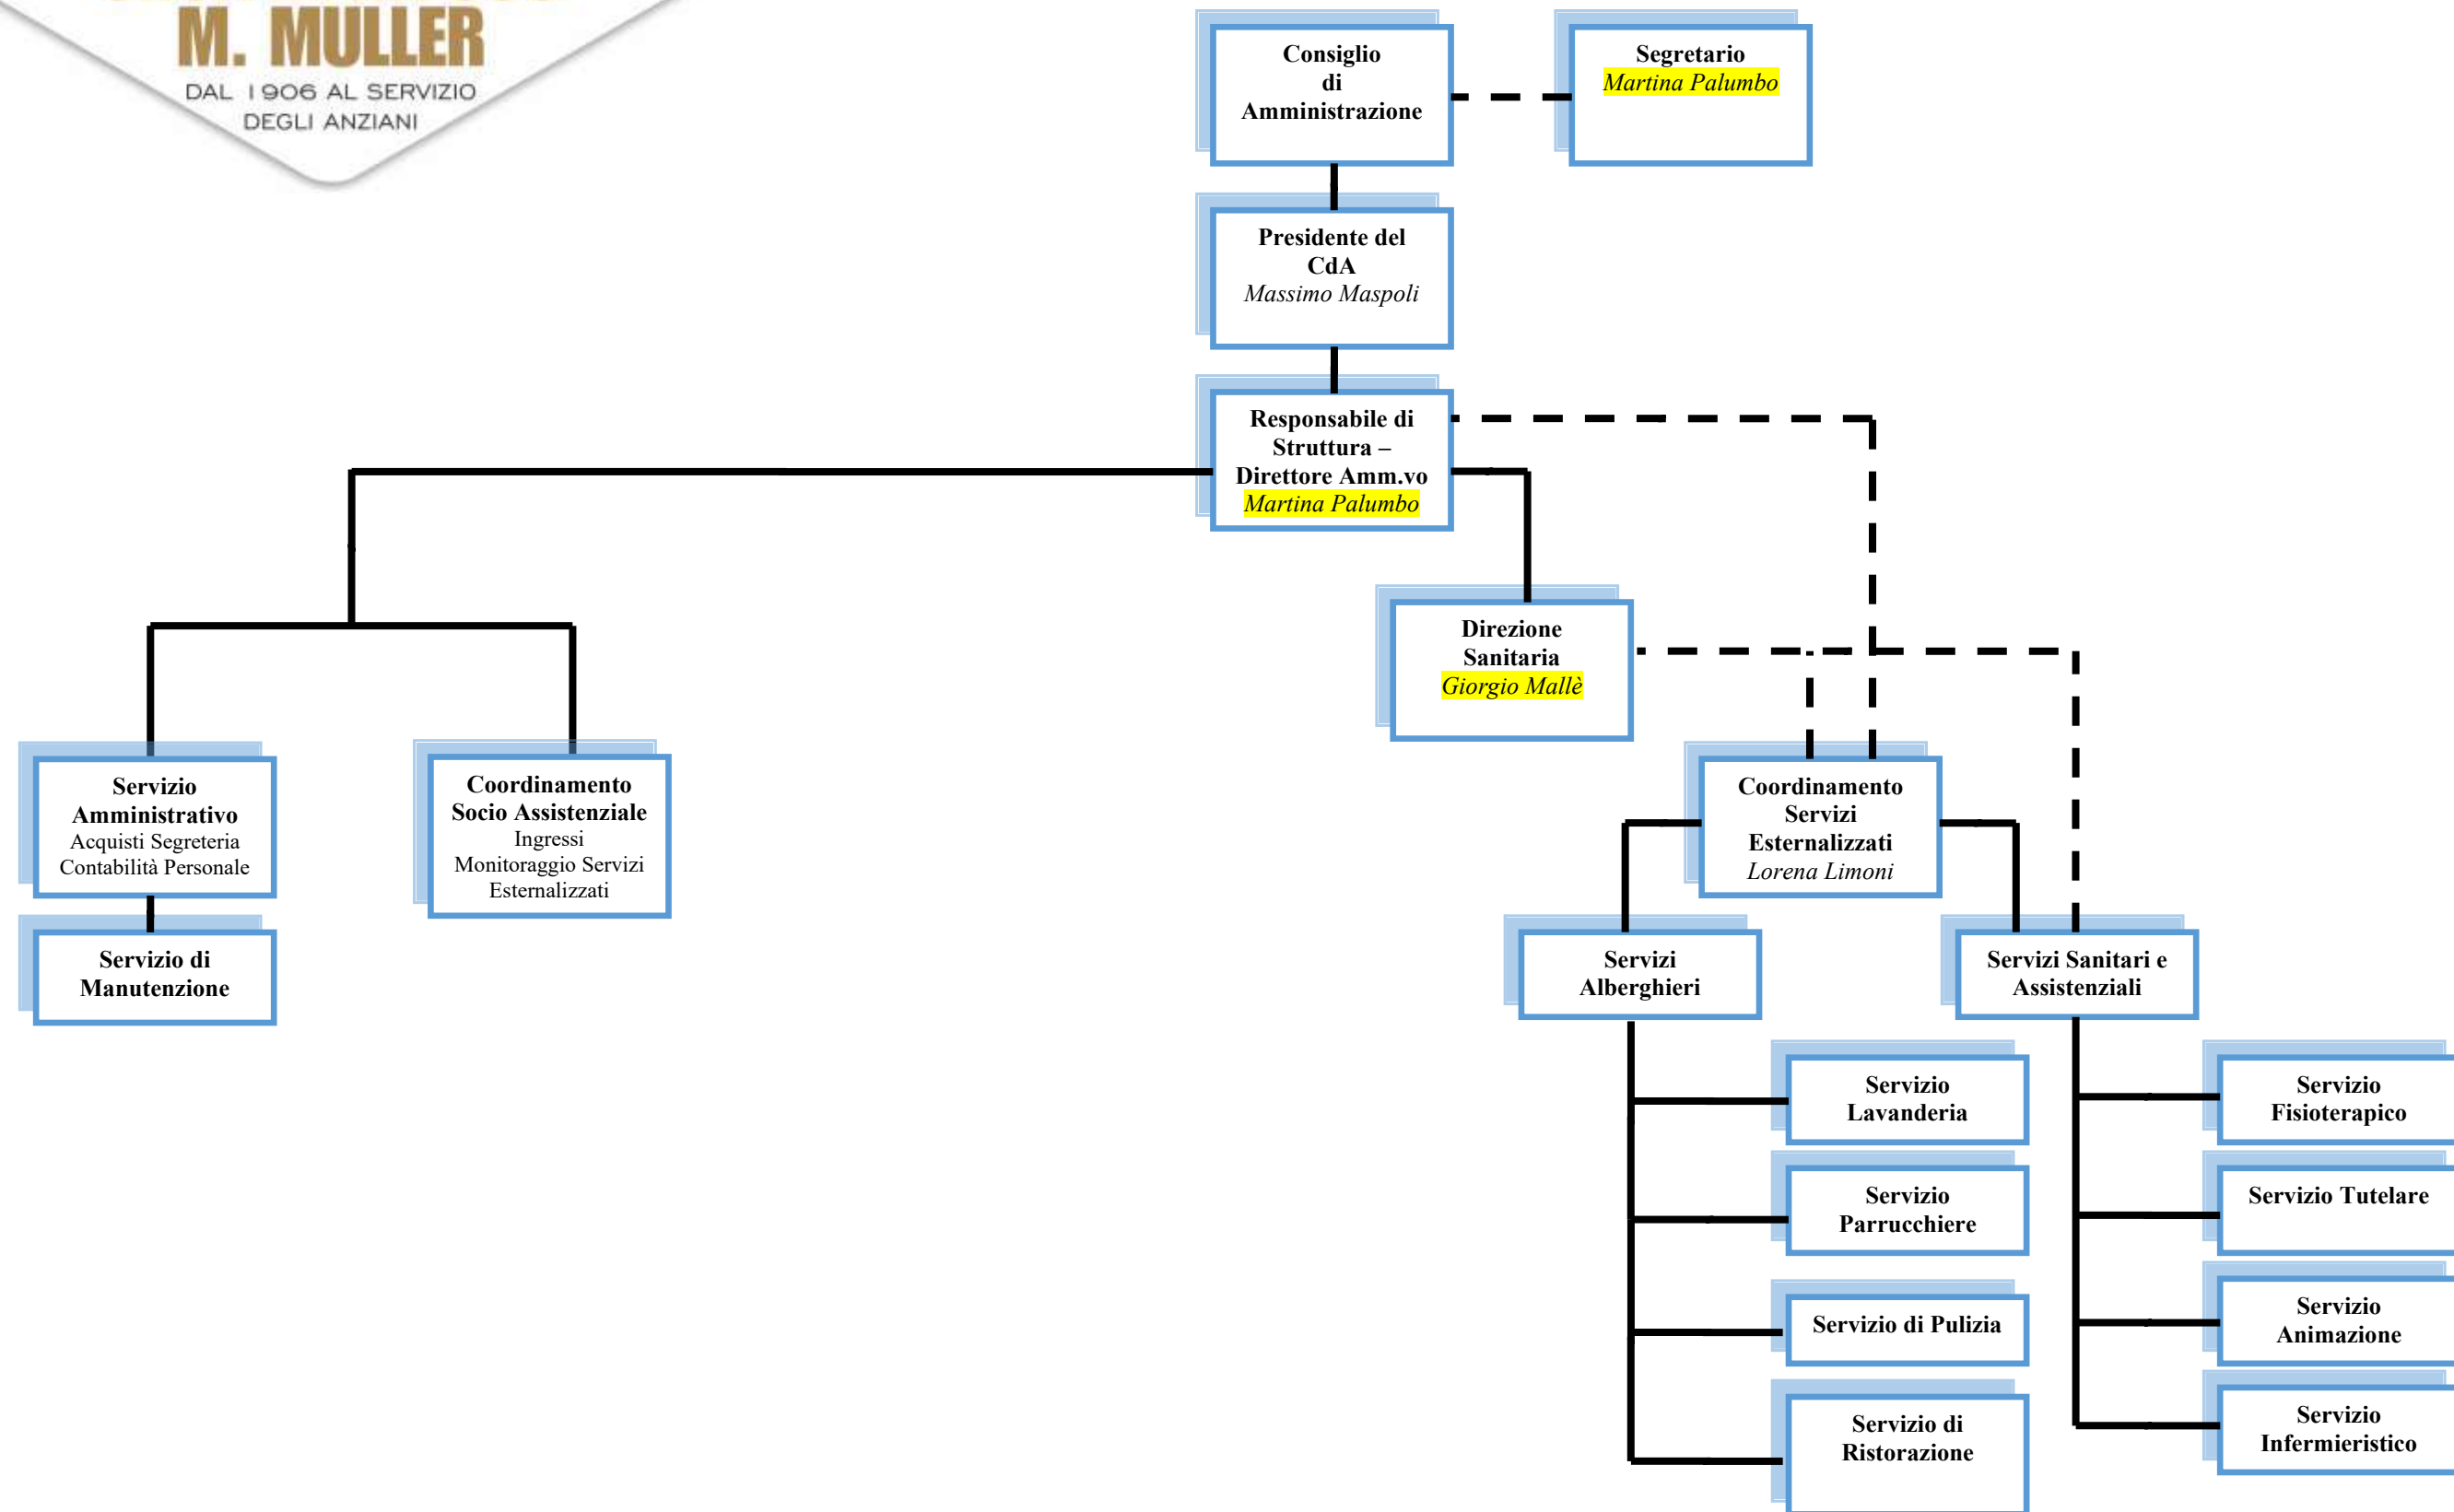 M. MULLER
DAL 1906 AL SERVIZIO
DEGLI ANZIANI
Consiglio
di
Amministrazione
Segretario
Martina Palumbo
Presidente del
CdA
Massimo Maspoli
Responsabile di
Struttura –
Direttore Amm.vo
Martina Palumbo
Direzione
Sanitaria
Giorgio Mallè
Servizio
Amministrativo
Acquisti Segreteria
Contabilità Personale
Coordinamento
Socio Assistenziale
Ingressi
Monitoraggio Servizi
Esternalizzati
Coordinamento
Servizi
Esternalizzati
Lorena Limoni
Servizio di
Manutenzione
Servizi
Alberghieri
Servizi Sanitari e
Assistenziali
Servizio
Lavanderia
Servizio
Parrucchiere
Servizio di Pulizia
Servizio di
Ristorazione
Servizio
Fisioterapico
Servizio Tutelare
Servizio
Animazione
Servizio
Infermieristico